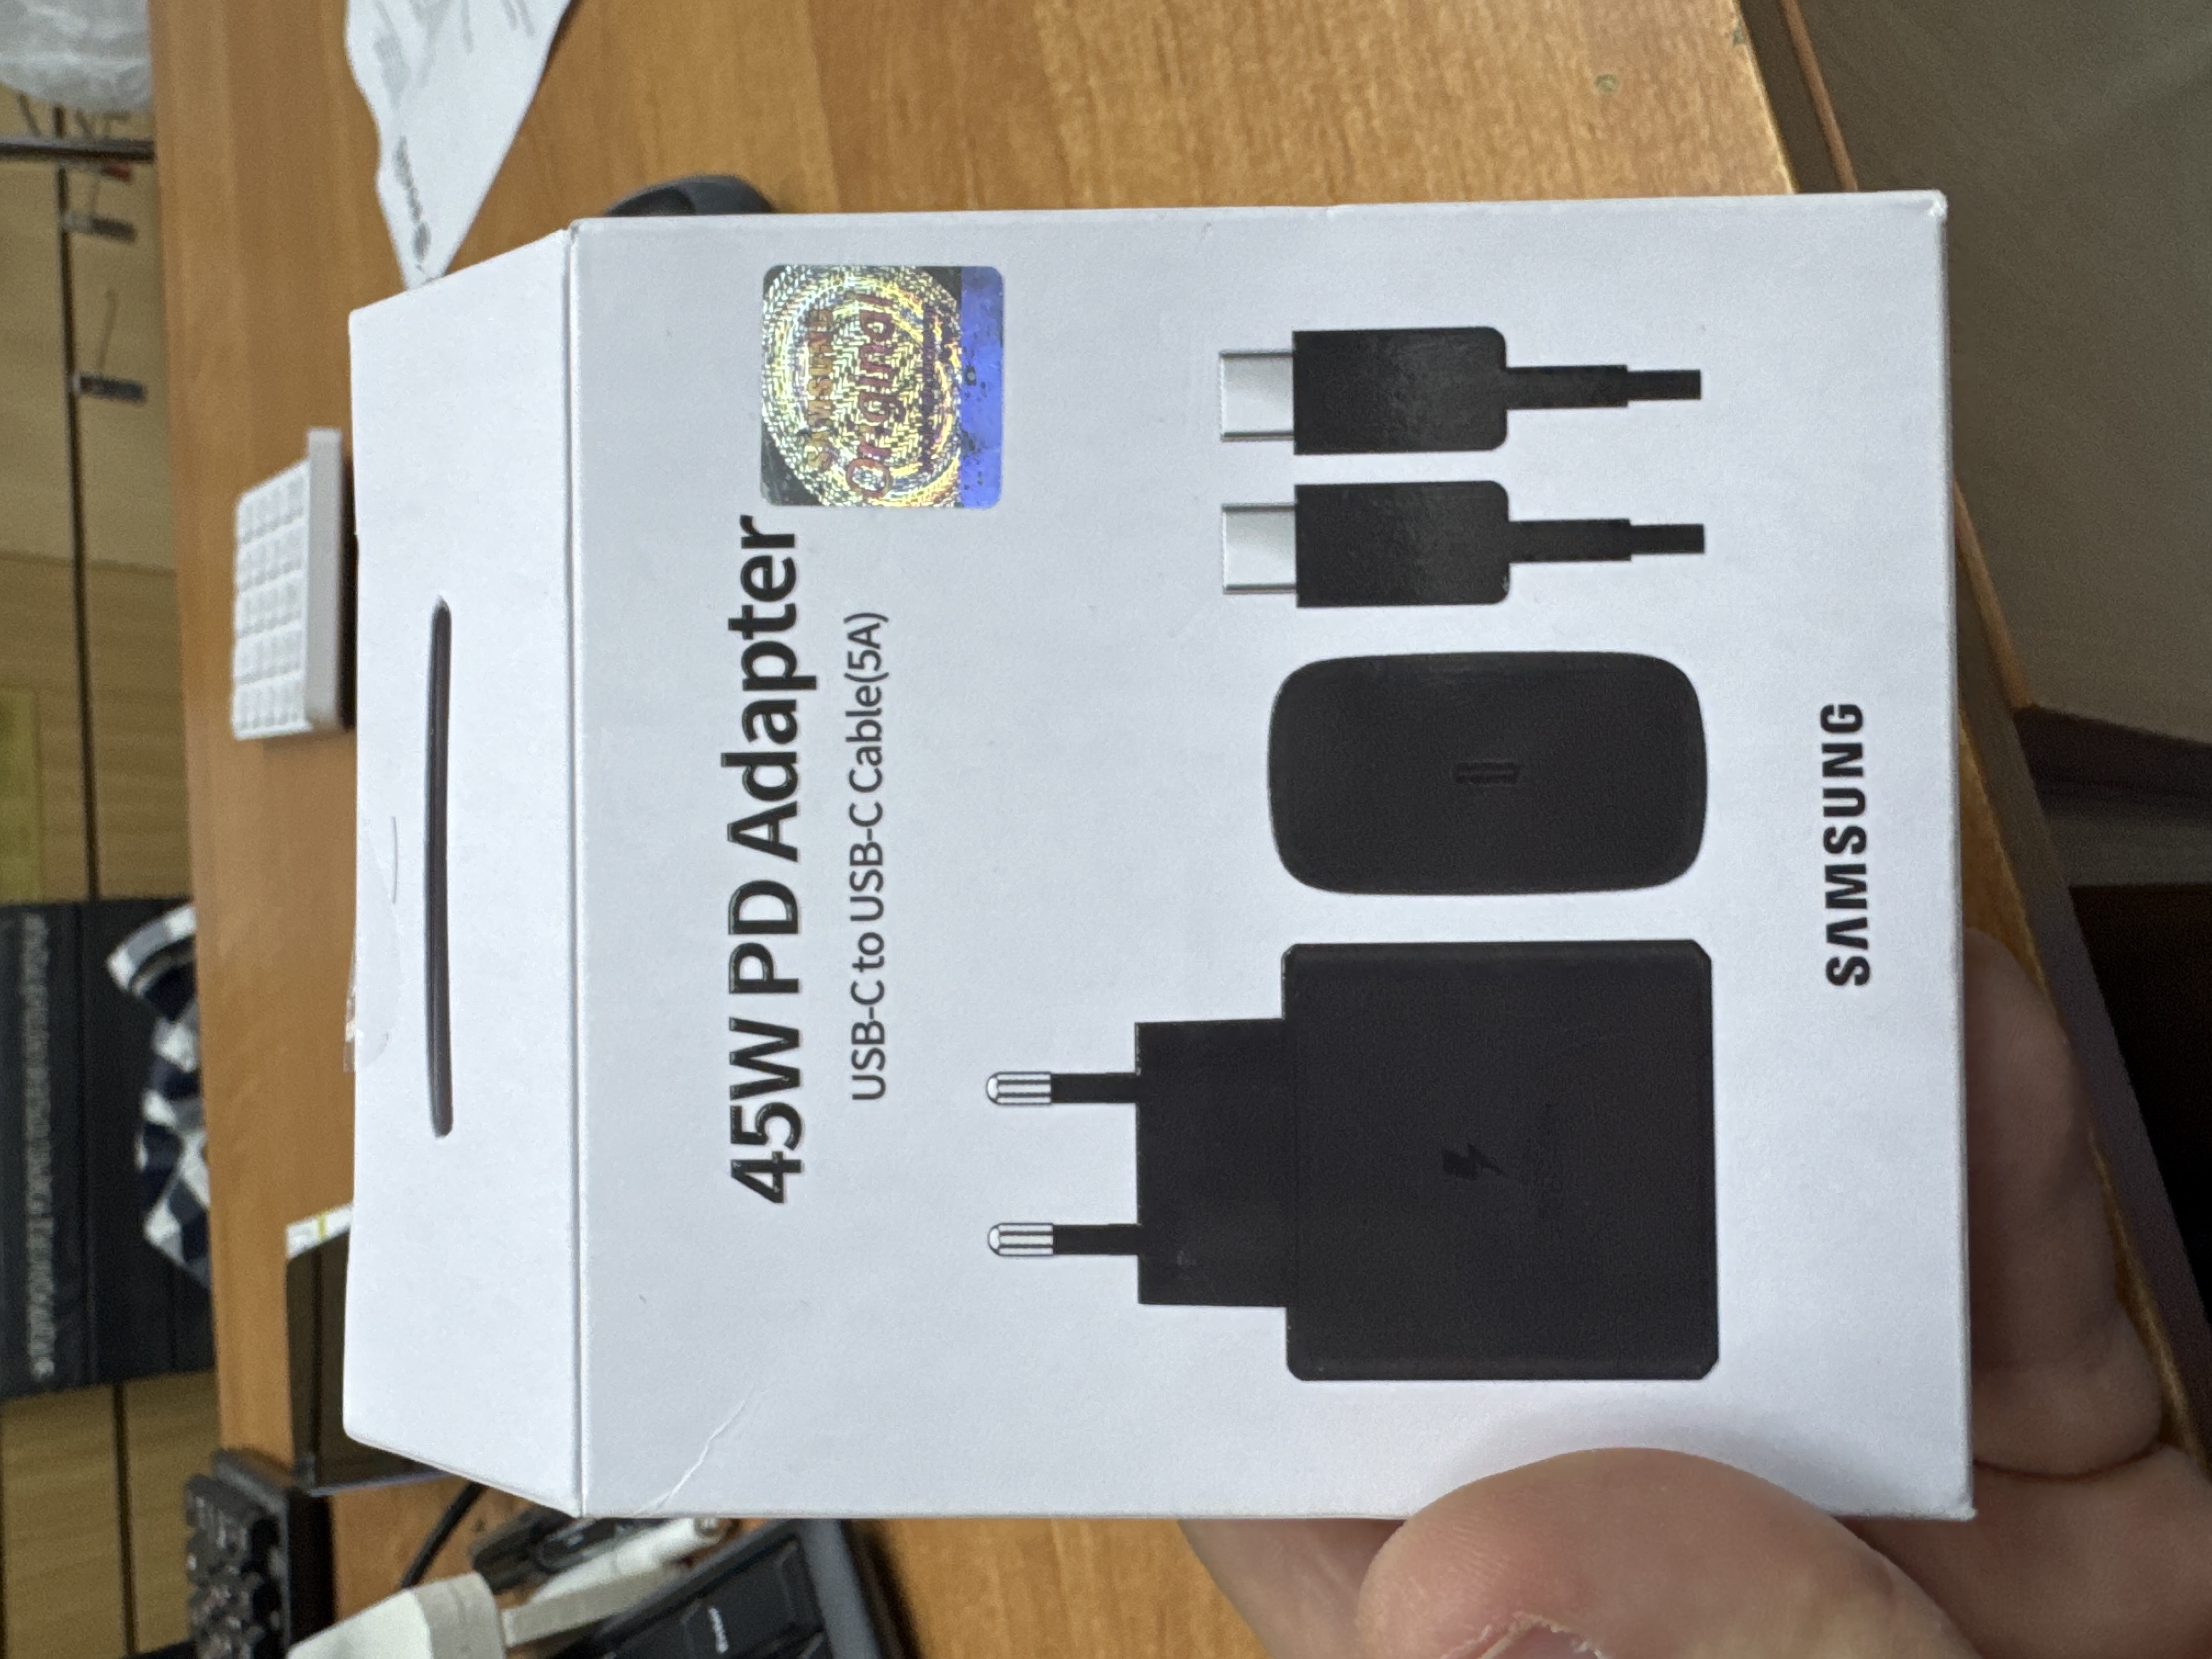 45W PD Adapter
USB-C to USB-C Cable(5A)
SAMSUNG
Original
SAMSUNG